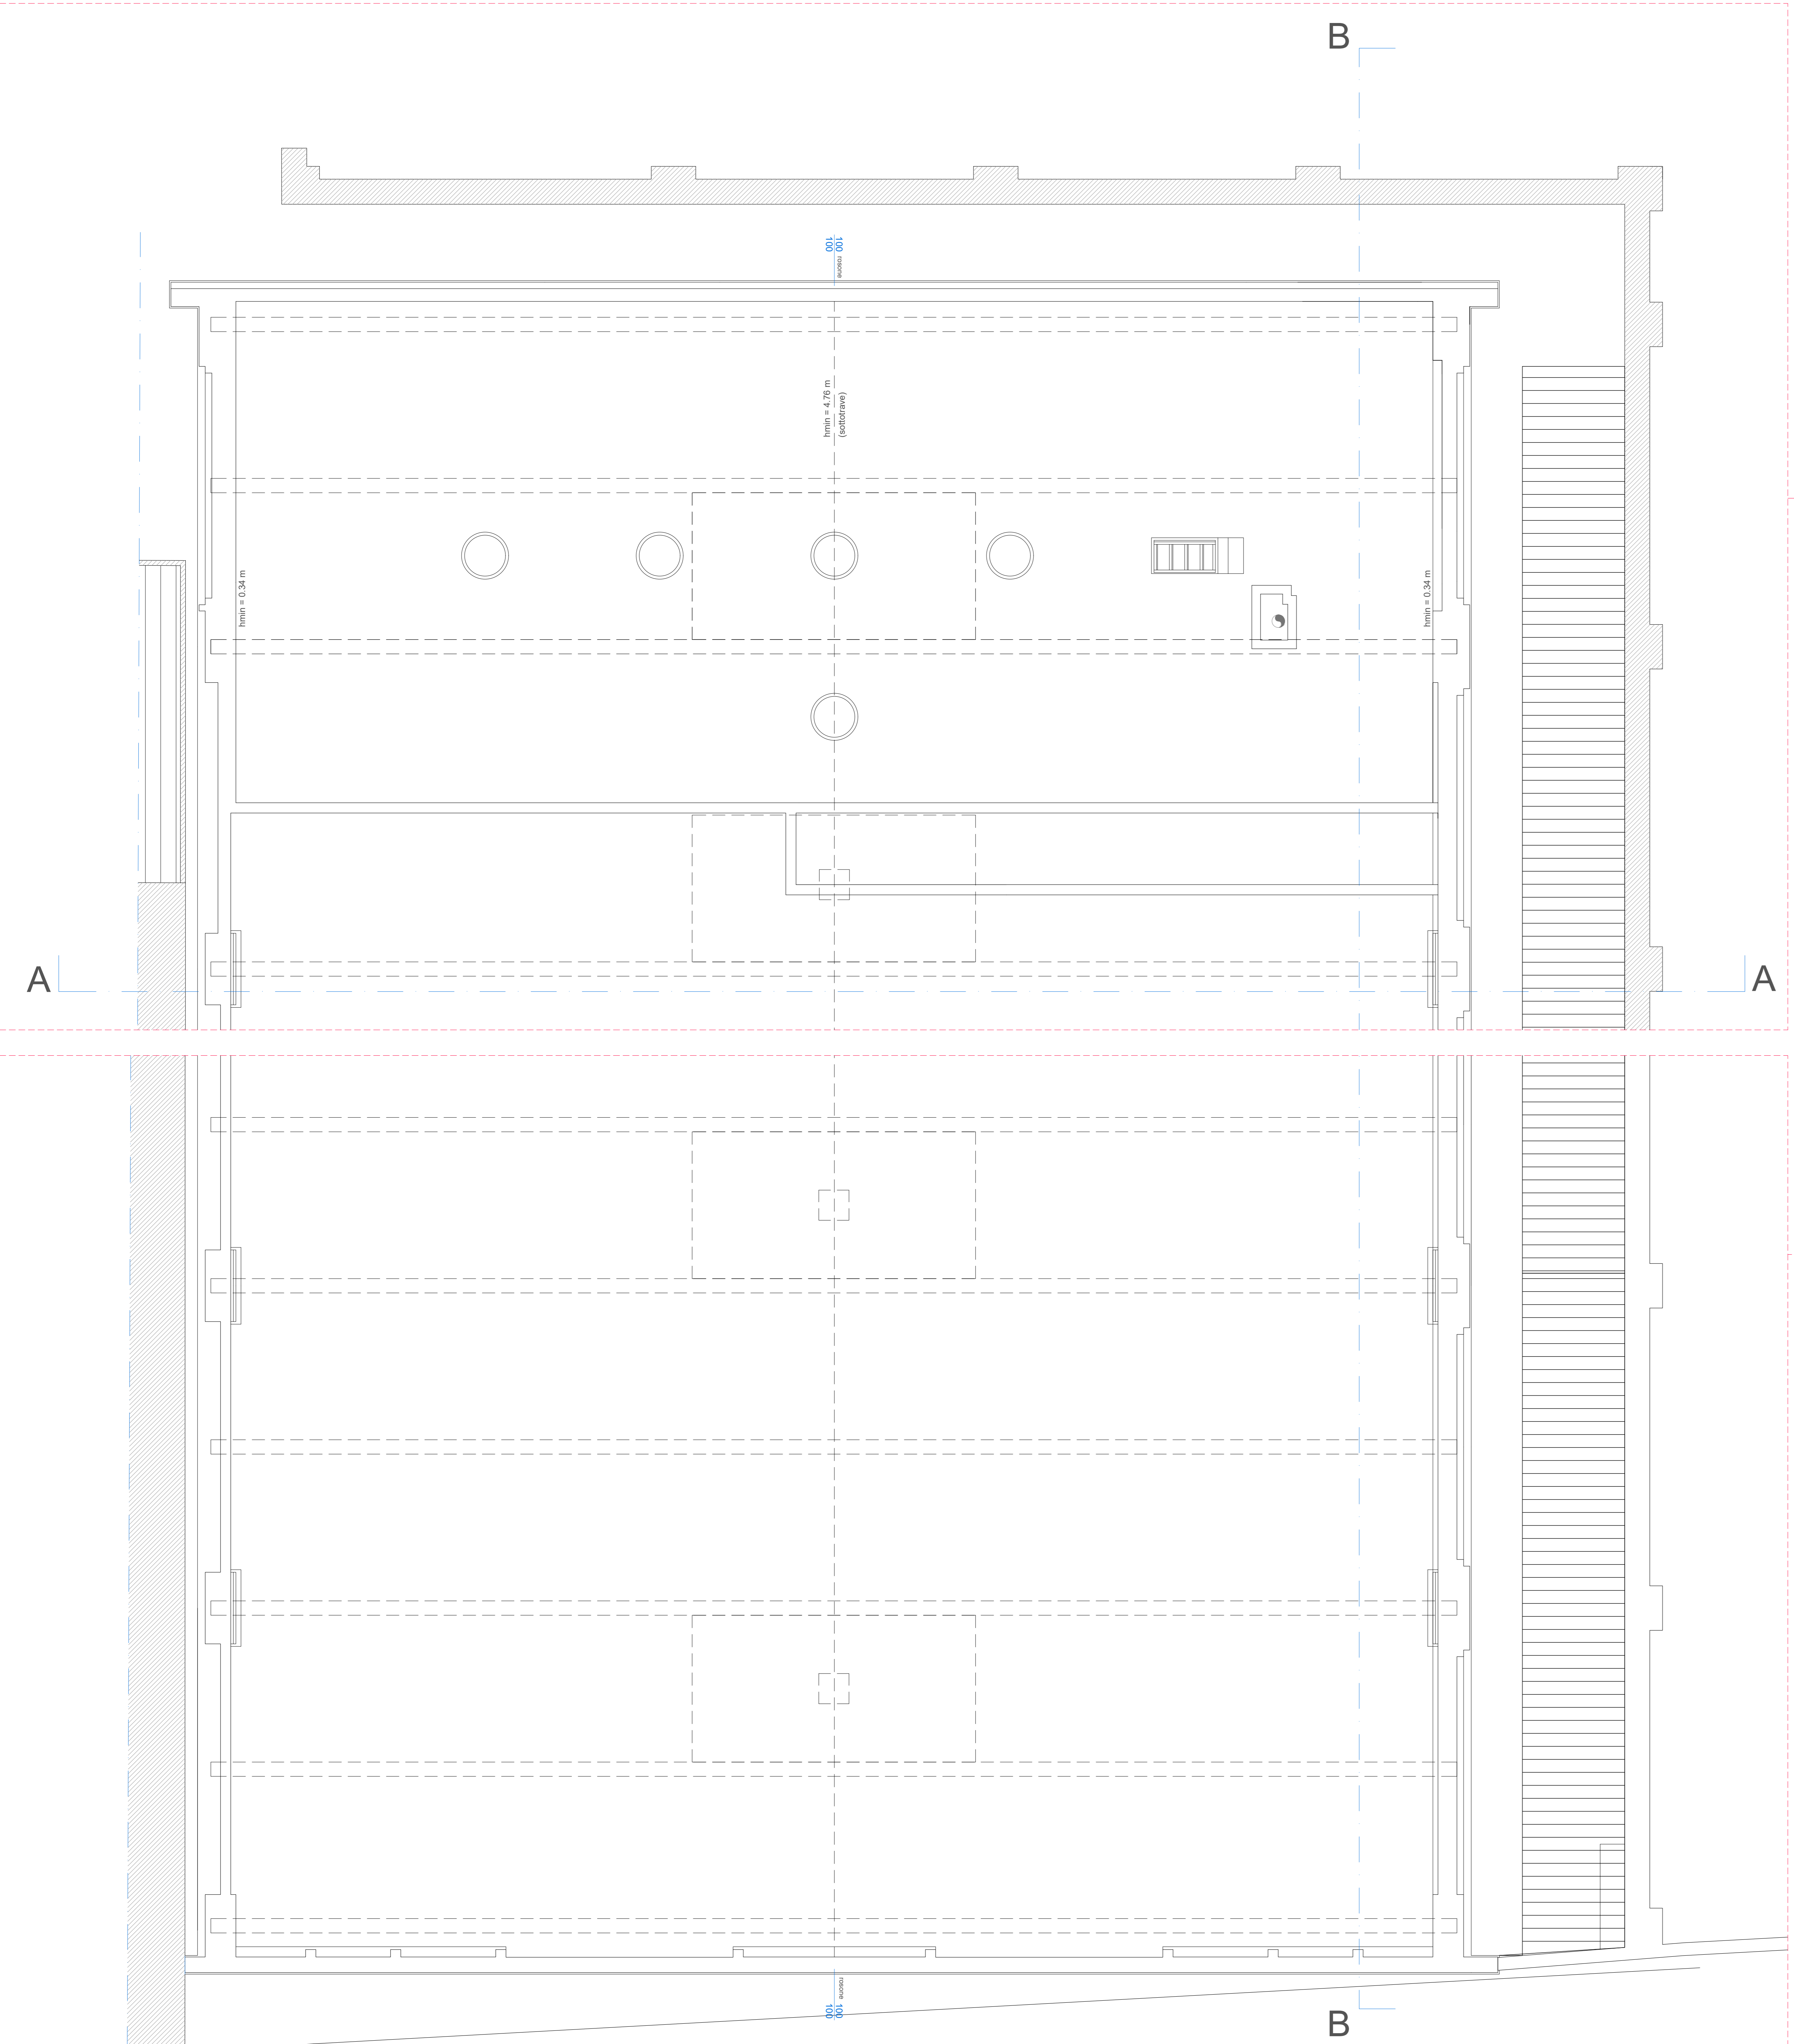 B
100
100
rosone
hmin = 4.76 m
(sottotrave)
hmin = 0.34 m
hmin = 0.34 m
A
A
rosone
100
100
B